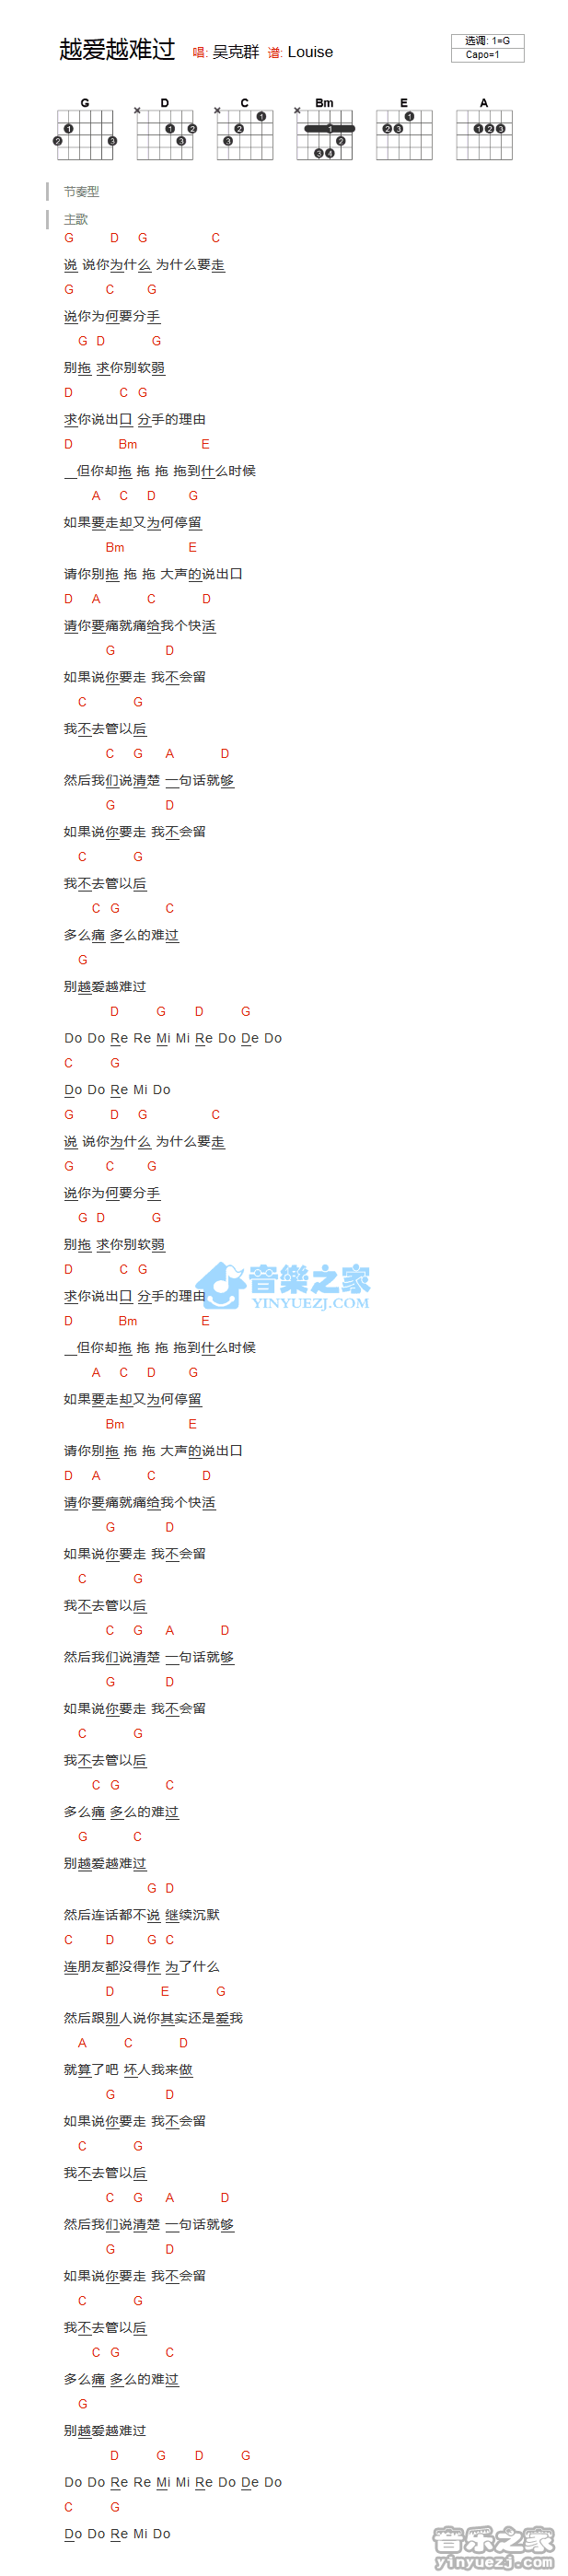 越爱越难过 唱: 吴克群 谱: Louise
选调: 1=G
Capo=1
G D C Bm E A
节奏型
主歌
G D G C
说 说你为什么 为什么要走
G C G
说你为何要分手
G D G
别拖 求你别软弱
D C G
求你说出口 分手的理由
D Bm E
_但你却拖 拖 拖 拖到什么时候
A C D G
如果要走却又为何停留
Bm E
请你别拖 拖 拖 大声的说出口
D A C D
请你要痛就痛给我个快活
G D
如果说你要走 我不会留
C G
我不去管以后
C G A D
然后我们说清楚 一句话就够
G D
如果说你要走 我不会留
C G
我不去管以后
C G C
多么痛 多么的难过
G
别越爱越难过
D G D G
Do Do Re Re Mi Mi Re Do De Do
C G
Do Do Re Mi Do
G D G C
说 说你为什么 为什么要走
G C G
说你为何要分手
G D G
别拖 求你别软弱
D C G
求你说出口 分手的理由
音樂之家
YINYUEZJ.COM
D Bm E
_但你却拖 拖 拖 拖到什么时候
A C D G
如果要走却又为何停留
Bm E
请你别拖 拖 拖 大声的说出口
D A C D
请你要痛就痛给我个快活
G D
如果说你要走 我不会留
C G
我不去管以后
C G A D
然后我们说清楚 一句话就够
G D
如果说你要走 我不会留
C G
我不去管以后
C G C
多么痛 多么的难过
G C
别越爱越难过
G D
然后连话都不说 继续沉默
C D G C
连朋友都没得作 为了什么
D E G
然后跟别人说你其实还是爱我
A C D
就算了吧 坏人我来做
G D
如果说你要走 我不会留
C G
我不去管以后
C G A D
然后我们说清楚 一句话就够
G D
如果说你要走 我不会留
C G
我不去管以后
C G C
多么痛 多么的难过
G
别越爱越难过
D G D G
Do Do Re Re Mi Mi Re Do De Do
C G
Do Do Re Mi Do
音乐之家
yinyuezj.com